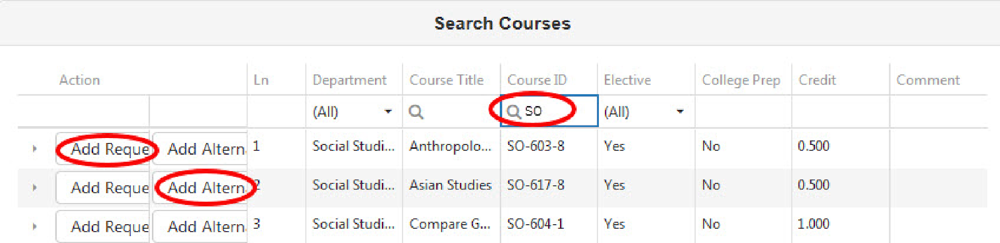 Search Courses
Action Ln Department Course Title Course ID Elective College Prep Credit Comment
(All) SO (All)
Add Reque Add Altern 1 Social Studi... Anthropolo... SO-603-8 Yes No 0.500
Add Reque Add Altern 2 Social Studi... Asian Studies SO-617-8 Yes No 0.500
Add Reque Add Altern 3 Social Studi... Compare G... SO-604-1 Yes No 1.000